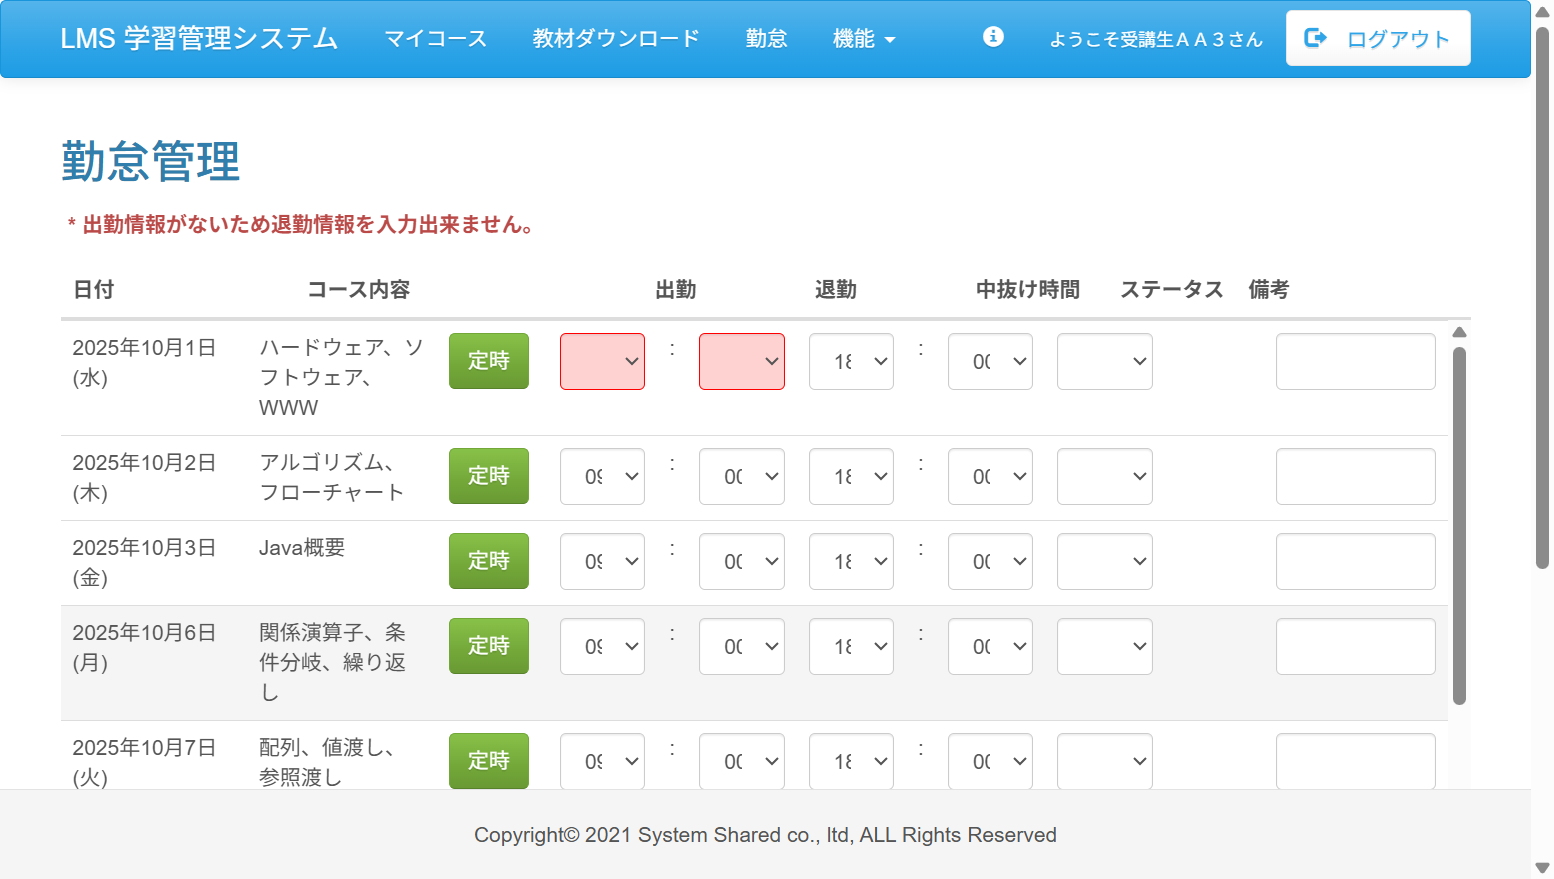 LMS 学習管理システム マイコース 教材ダウンロード 勤怠 機能 ようこそ受講生ＡＡ３さん ログアウト
勤怠管理
* 出勤情報がないため退勤情報を入力出来ません。
日付 コース内容 出勤 退勤 中抜け時間 ステータス 備考
2025年10月1日 ハードウェア、ソ 定時 : 18 : 00
(水) フトウェア、
WWW
2025年10月2日 アルゴリズム、 定時 09 : 00 18 : 00
(木) フローチャート
2025年10月3日 Java概要 定時 09 : 00 18 : 00
(金)
2025年10月6日 関係演算子、条 定時 09 : 00 18 : 00
(月) 件分岐、繰り返
し
2025年10月7日 配列、値渡し、 定時 09 : 00 18 : 00
(火) 参照渡し
Copyright© 2021 System Shared co., ltd, ALL Rights Reserved